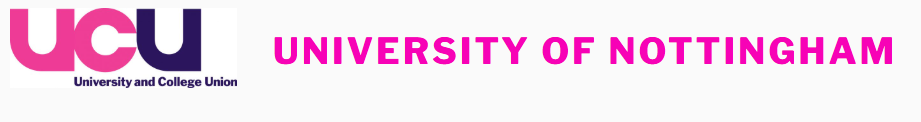 ucu
University and College Union
UNIVERSITY OF NOTTINGHAM